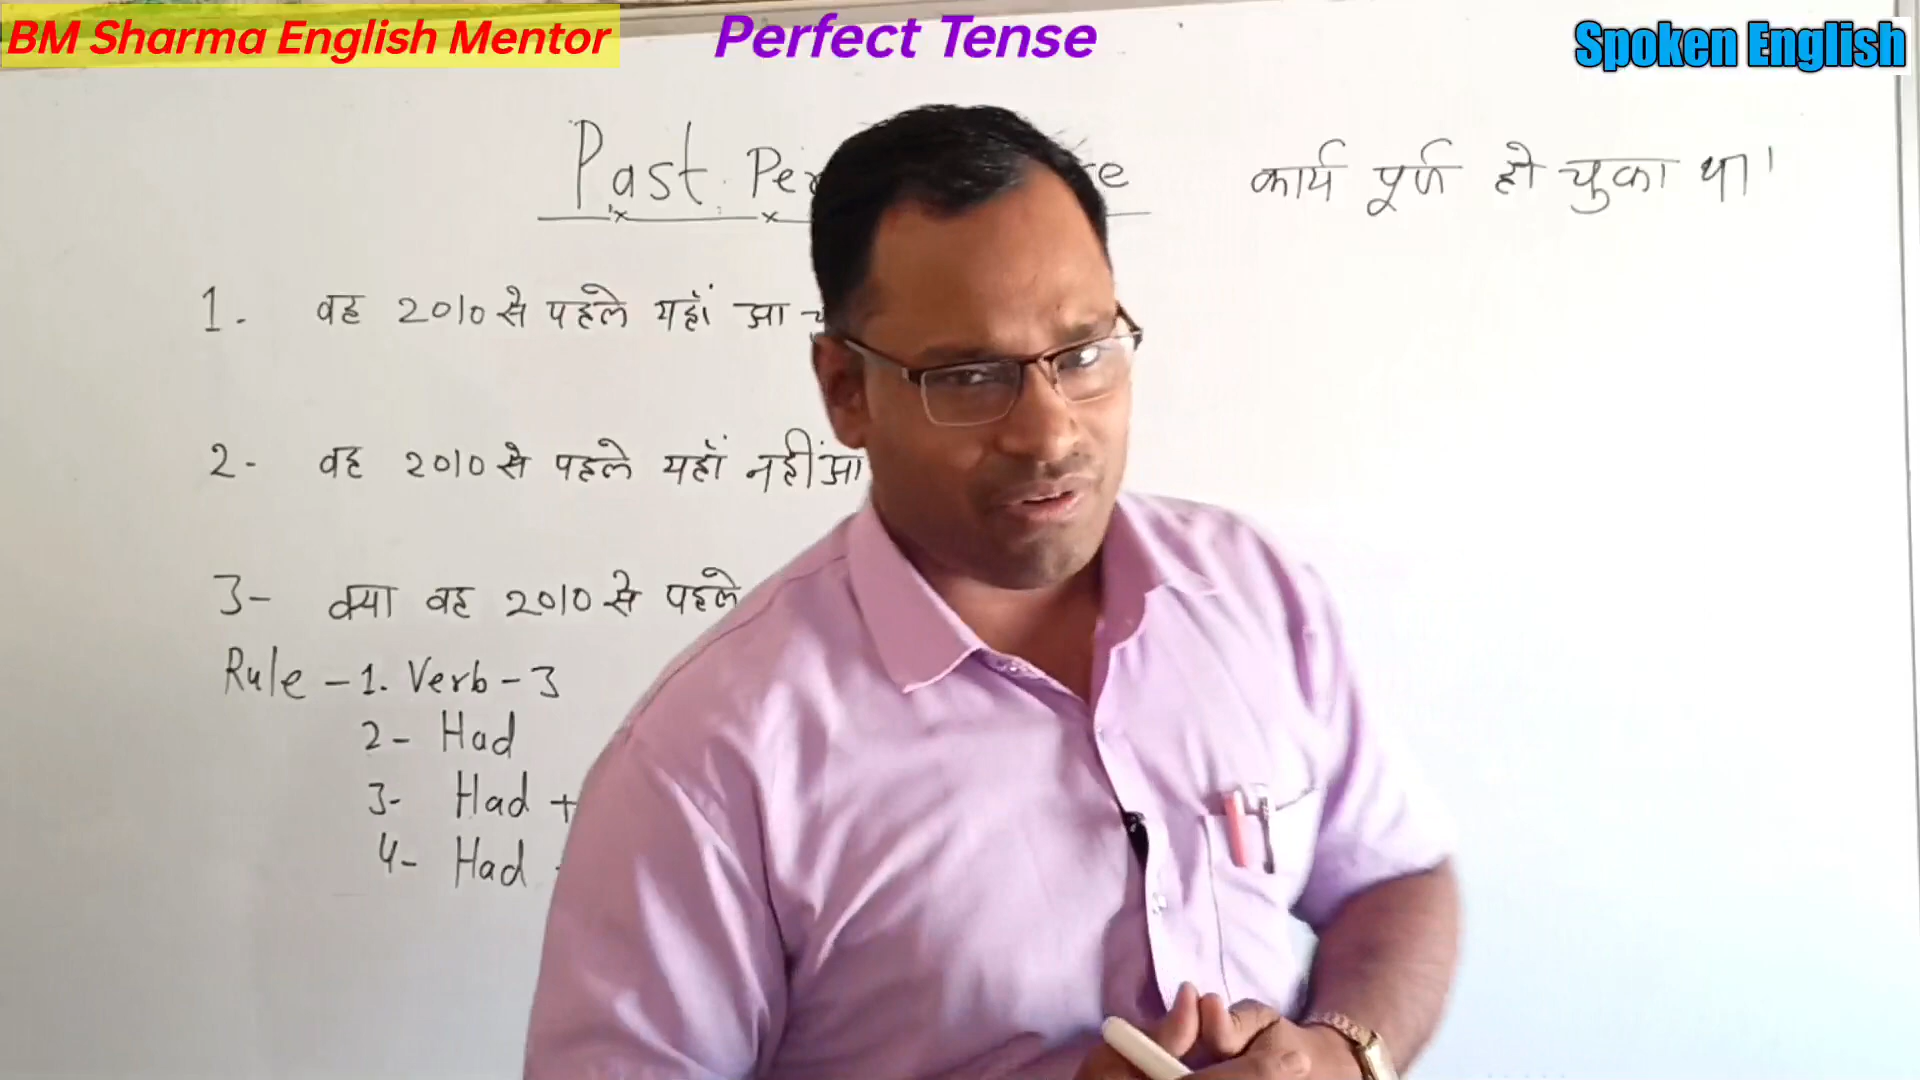 BM Sharma English Mentor Perfect Tense Spoken English
Past कार्य पूर्ण हो चुका था।
1. वह 2010 से पहले यहाँ आ
2- वह 2010 से पहले यहाँ नहीं आ
3- क्या वह 2010 से पहले
Rule - 1. Verb - 3
2- Had
3- Had +
4- Had